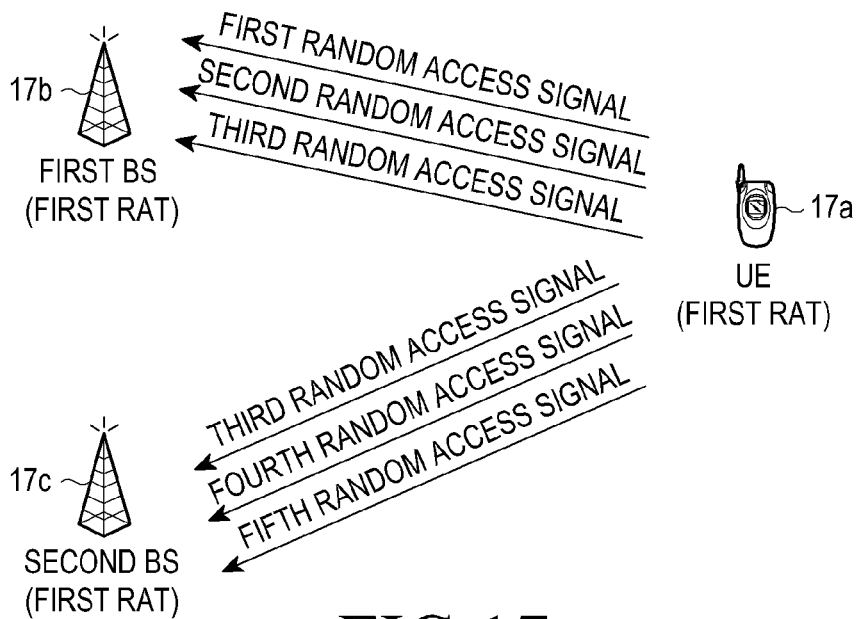 FIRST RANDOM ACCESS SIGNAL
SECOND RANDOM ACCESS SIGNAL
THIRD RANDOM ACCESS SIGNAL
17b
FIRST BS
(FIRST RAT)
17a
UE
(FIRST RAT)
THIRD RANDOM ACCESS SIGNAL
FOURTH RANDOM ACCESS SIGNAL
FIFTH RANDOM ACCESS SIGNAL
17c
SECOND BS
(FIRST RAT)